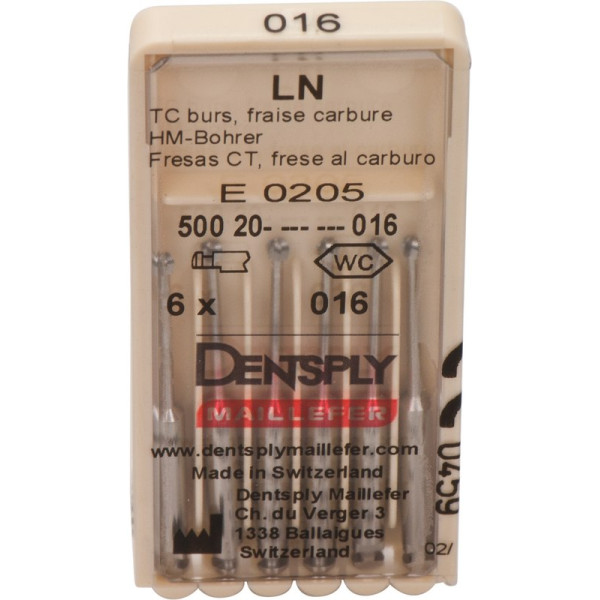 016
LN
TC burs, fraise carbure
HM-Bohrer
Fresas CT, frese al carburo
E 0205
500 20- --- --- 016
WC
6 x 016
DENTSPLY
MAILLEFER
www.dentsplymaillefer.com
Made in Switzerland
Dentsply Maillefer
Ch. du Verger 3
1338 Ballaigues
Switzerland
CE 0459
02/